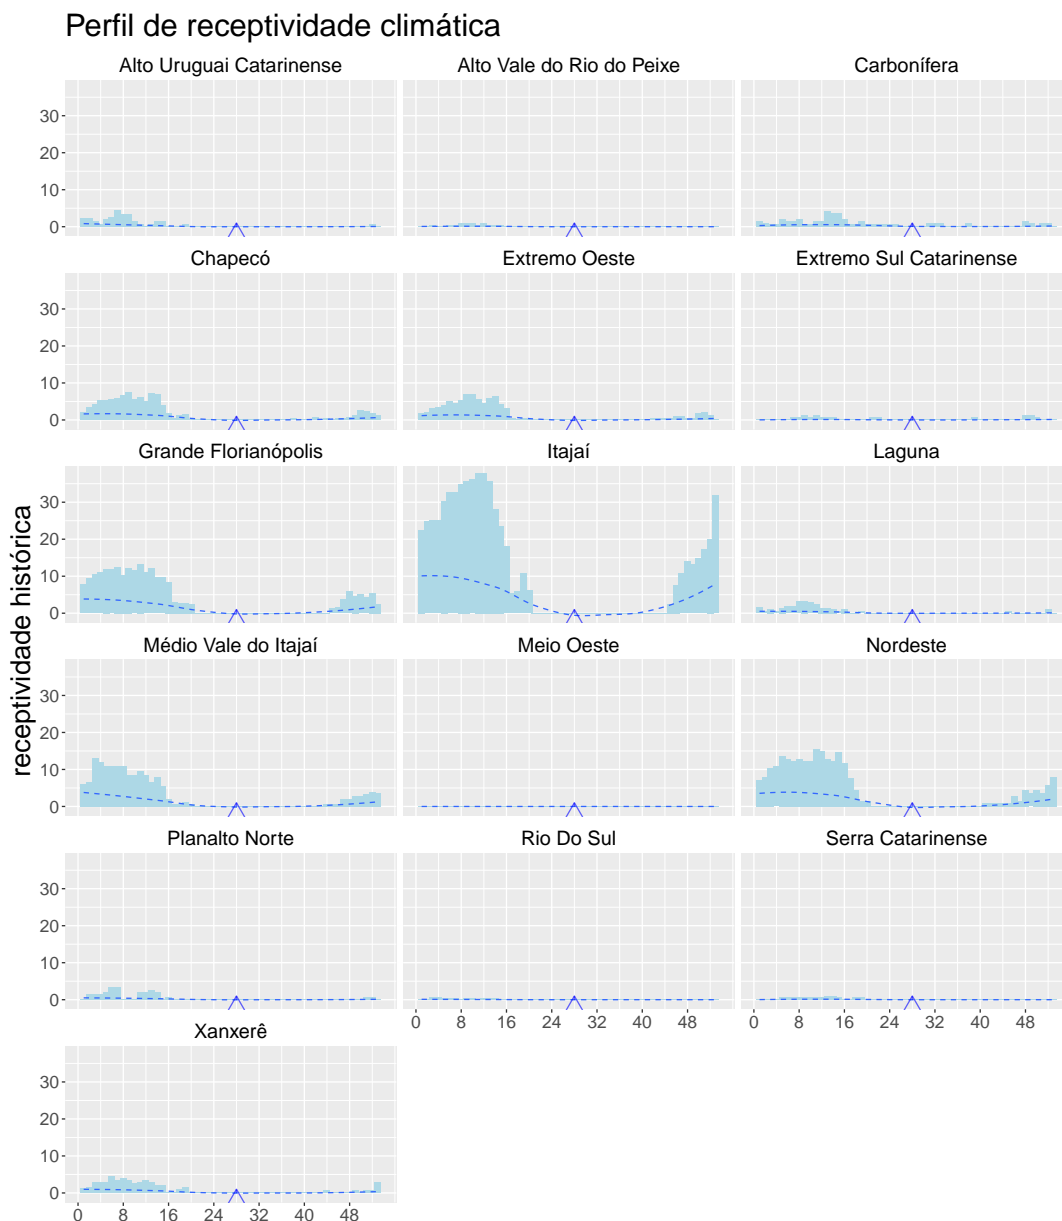 Perfil de receptividade climática
Alto Uruguai Catarinense
Alto Vale do Rio do Peixe
Carbonífera
30
20
10
0
Chapecó
Extremo Oeste
Extremo Sul Catarinense
30
20
10
0
Grande Florianópolis
Itajaí
Laguna
30
20
10
0
receptividade histórica
Médio Vale do Itajaí
Meio Oeste
Nordeste
30
20
10
0
Planalto Norte
Rio Do Sul
Serra Catarinense
30
20
10
0
0 8 16 24 32 40 48
0 8 16 24 32 40 48
Xanxerê
30
20
10
0
0 8 16 24 32 40 48